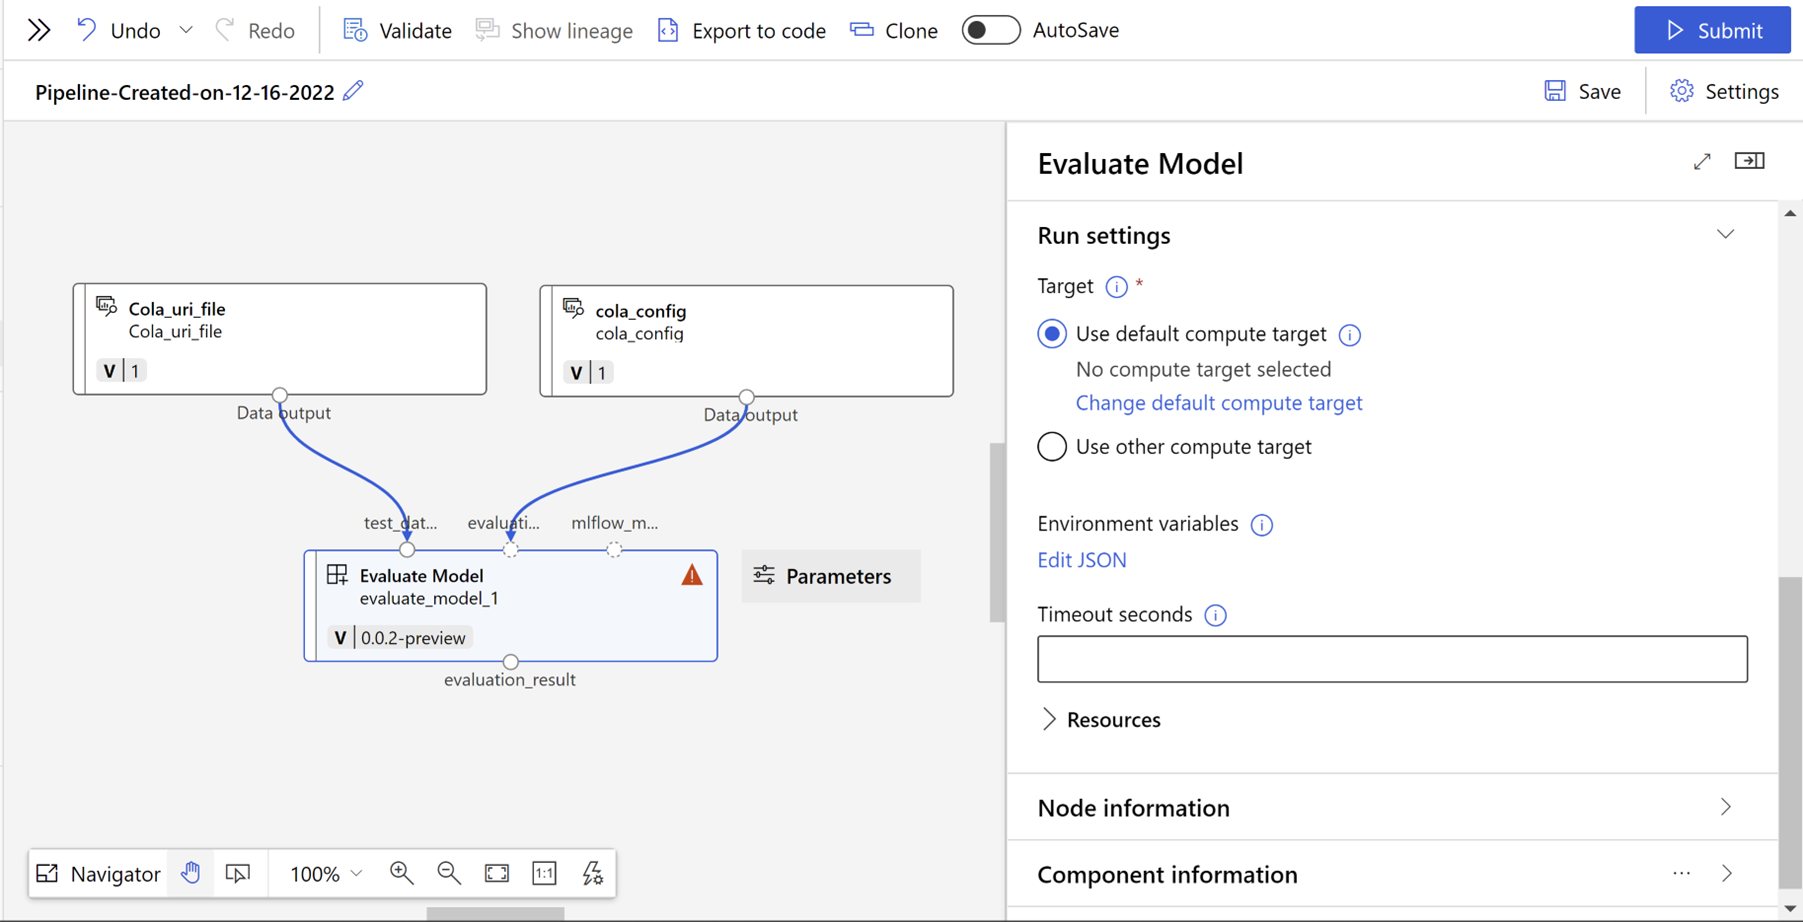 Undo Redo Validate Show lineage Export to code Clone AutoSave Submit
Pipeline-Created-on-12-16-2022 Save Settings
Cola_uri_file
Cola_uri_file
V 1
Data output
cola_config
cola_config
V 1
Data output
test_dat... evaluati... mlflow_m...
Evaluate Model
evaluate_model_1
V 0.0.2-preview
evaluation_result
Parameters
Navigator 100% 1:1
Evaluate Model
Run settings
Target *
Use default compute target
No compute target selected
Change default compute target
Use other compute target
Environment variables
Edit JSON
Timeout seconds
Resources
Node information
Component information ...